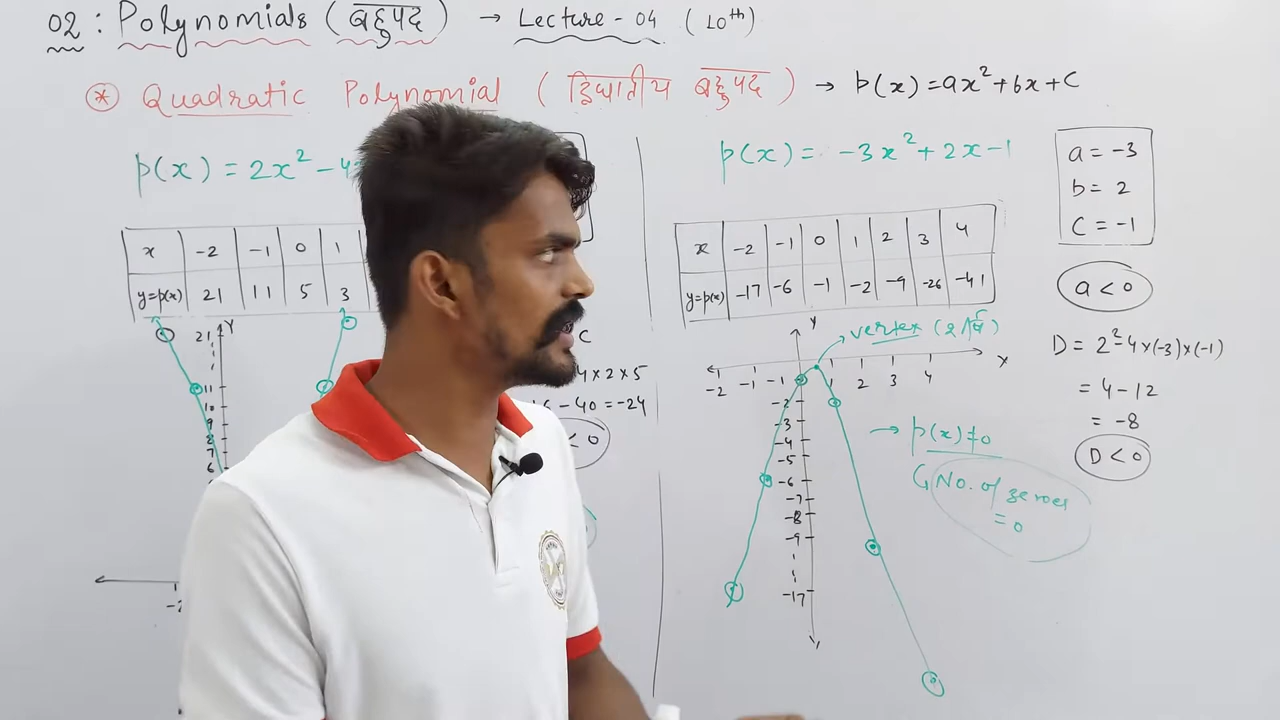 02 : Polynomials (बहुपद) → Lecture - 04 (10th)
* Quadratic Polynomial (द्विघातीय बहुपद) → p(x) = ax² + bx + c
p(x) = 2x² - 4
x -2 -1 0 1
y=p(x) 21 11 5 3
Y
21
11
10
9
8
7
6
-2
C
4 x 2 x 5
16 - 40 = -24
< 0
p(x) = -3x² + 2x - 1
x -2 -1 0 1 2 3 4
y=p(x) -17 -6 -1 -2 -9 -26 -41
Y
vertex (शीर्ष)
X
-2 -1 1 2 3 4
-1
-2
-3
-4
-5
-6
-7
-8
-9
-17
→ p(x) ≠ 0
↳ No. of zeroes
= 0
a = -3
b = 2
c = -1
a < 0
D = 2² - 4 x (-3) x (-1)
= 4 - 12
= -8
D < 0